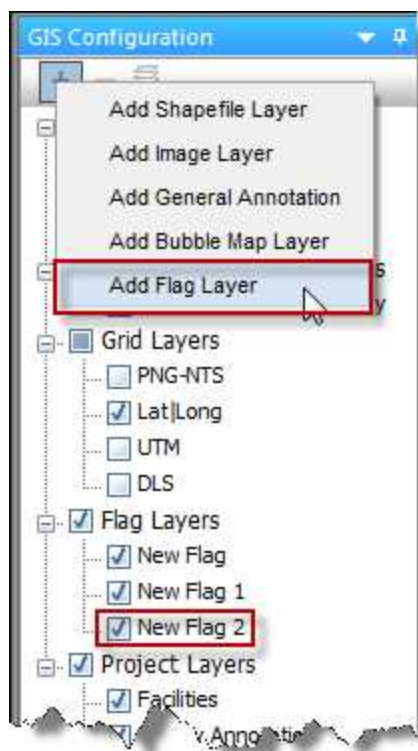 GIS Configuration
Add Shapefile Layer
Add Image Layer
Add General Annotation
Add Bubble Map Layer
s
Add Flag Layer
y
Grid Layers
PNG-NTS
Lat|Long
UTM
DLS
Flag Layers
New Flag
New Flag 1
New Flag 2
Project Layers
Facilities